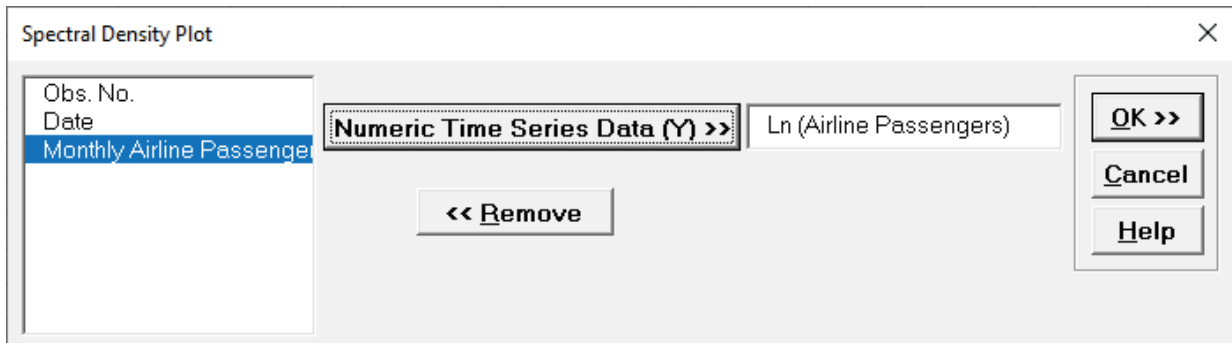 Spectral Density Plot
Obs. No.
Date
Monthly Airline Passenger
Numeric Time Series Data (Y) >>
Ln (Airline Passengers)
<< Remove
OK >>
Cancel
Help